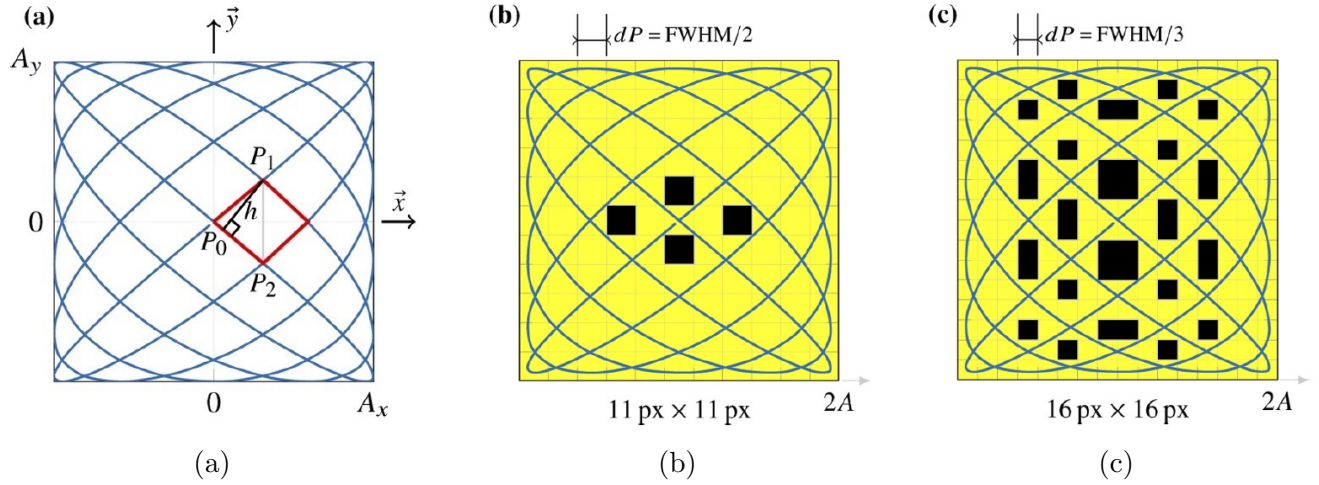 (a)
y⃗
A_y
P_1
h
x⃗
0
P_0
P_2
0
A_x
(a)
(b)
dP = FWHM/2
11 px × 11 px
2A
(b)
(c)
dP = FWHM/3
16 px × 16 px
2A
(c)